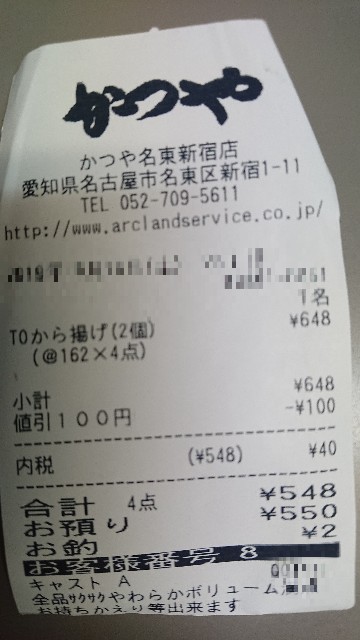 かつや
かつや名東新宿店
愛知県名古屋市名東区新宿1-11
TEL 052-709-5611
http://www.arclandservice.co.jp/
1名
TOから揚げ(2個) ¥648
(@162×4点)
小計 ¥648
値引100円 -¥100
内税 (¥548) ¥40
合計 4点 ¥548
お預り ¥550
お釣 ¥2
お客様番号 8
キャスト A
全品ｻｸｻｸやわらかボリューム満点
お持ちかえり等出来ます